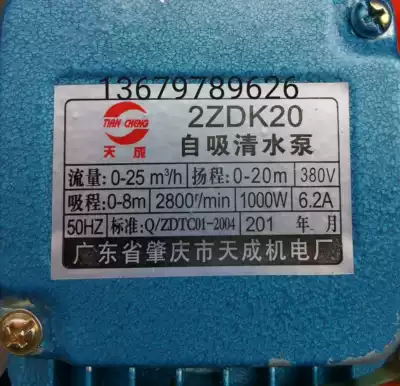 13679789626
TIAN CHENG
天成
2ZDK20
自吸清水泵
流量:0-25 m³/h 扬程:0-20m 380V
吸程:0-8m 2800r/min 1000W 6.2A
50HZ 标准:Q/ZDTC01-2004 201 年 月
广东省肇庆市天成机电厂